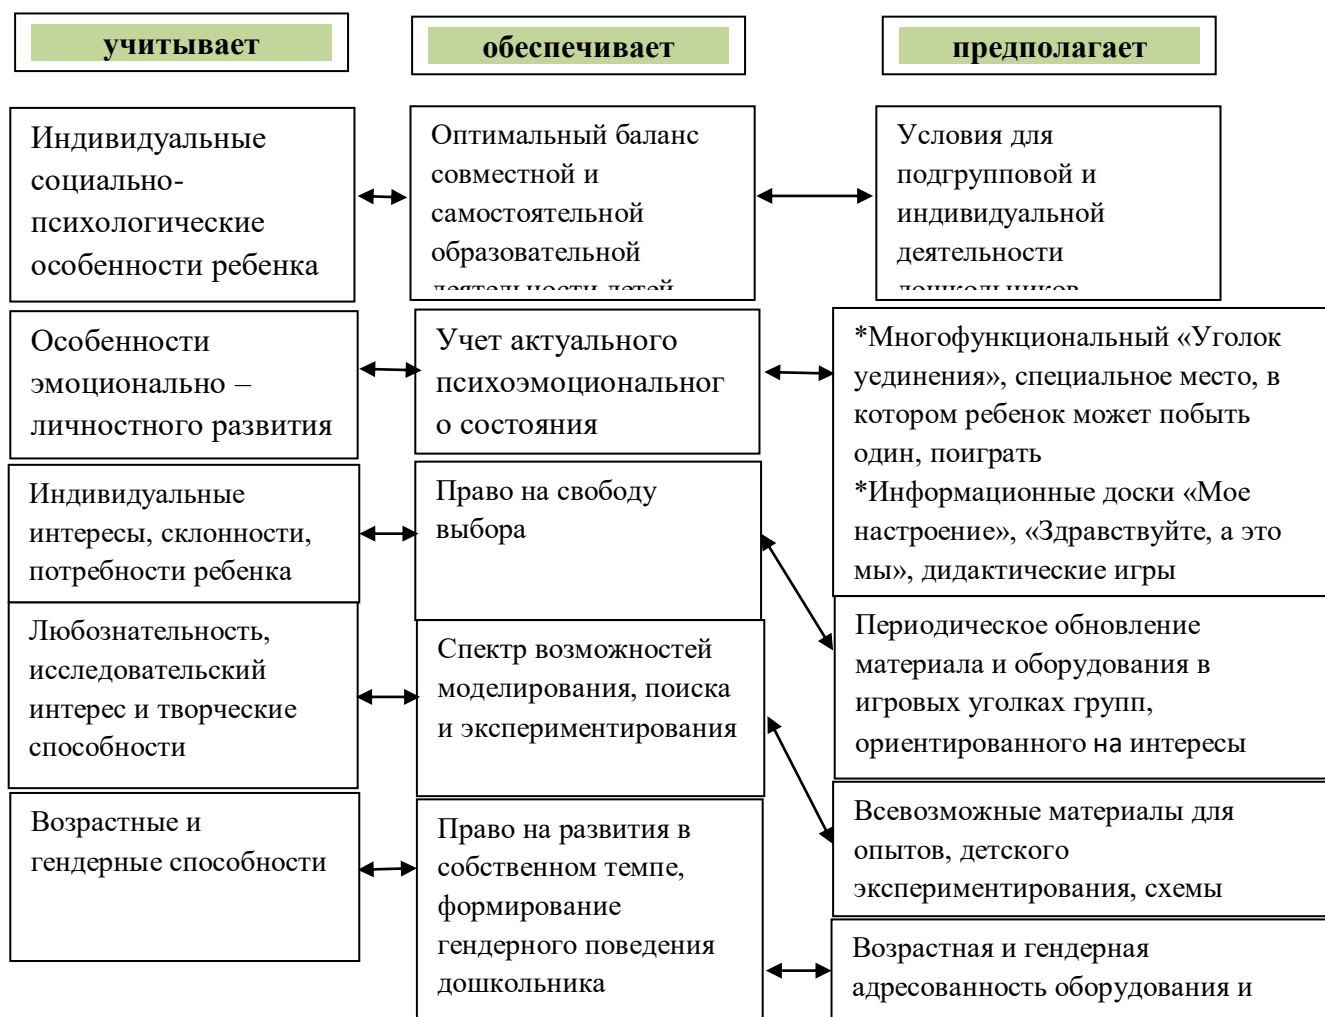 учитывает
обеспечивает
предполагает
Индивидуальные
социально-
психологические
особенности ребенка
Оптимальный баланс
совместной и
самостоятельной
образовательной
деятельности детей
Условия для
подгрупповой и
индивидуальной
деятельности
дошкольников
Особенности
эмоционально –
личностного развития
Учет актуального
психоэмоциональног
о состояния
*Многофункциональный «Уголок
уединения», специальное место, в
котором ребенок может побыть
один, поиграть
*Информационные доски «Мое
настроение», «Здравствуйте, а это
мы», дидактические игры
Индивидуальные
интересы, склонности,
потребности ребенка
Право на свободу
выбора
Периодическое обновление
материала и оборудования в
игровых уголках групп,
ориентированного на интересы
Любознательность,
исследовательский
интерес и творческие
способности
Спектр возможностей
моделирования, поиска
и экспериментирования
Всевозможные материалы для
опытов, детского
экспериментирования, схемы
Возрастные и
гендерные способности
Право на развития в
собственном темпе,
формирование
гендерного поведения
дошкольника
Возрастная и гендерная
адресованность оборудования и